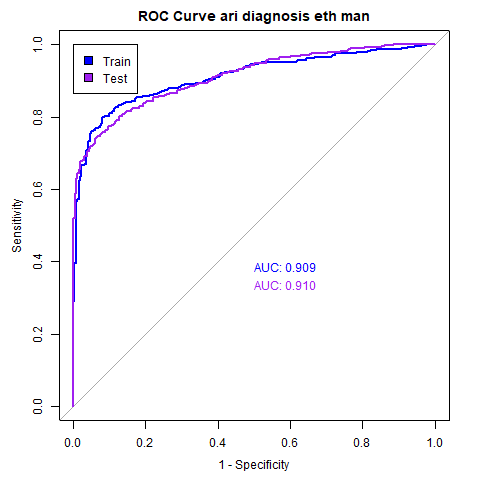 ROC Curve ari diagnosis eth man
Train
Test
AUC: 0.909
AUC: 0.910
Sensitivity
1.0
0.8
0.6
0.4
0.2
0.0
0.0 0.2 0.4 0.6 0.8 1.0
1 - Specificity